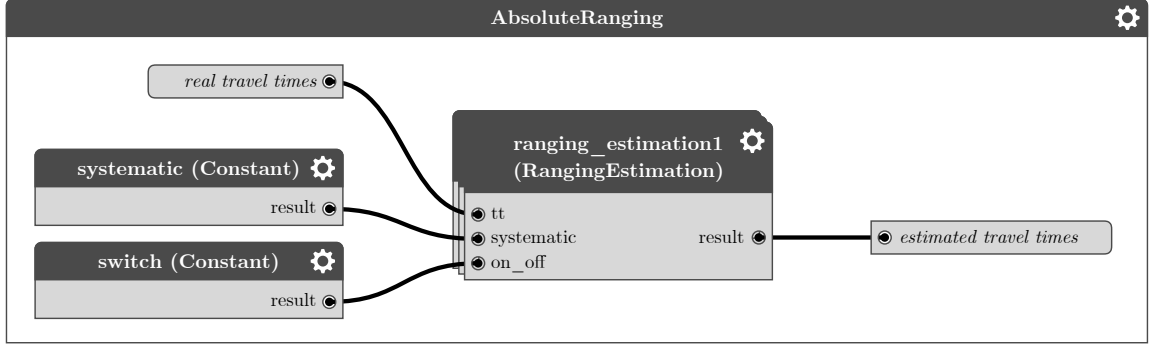 AbsoluteRanging
real travel times
systematic (Constant)
result
switch (Constant)
result
ranging_estimation1
(RangingEstimation)
tt
systematic
on_off
result
estimated travel times